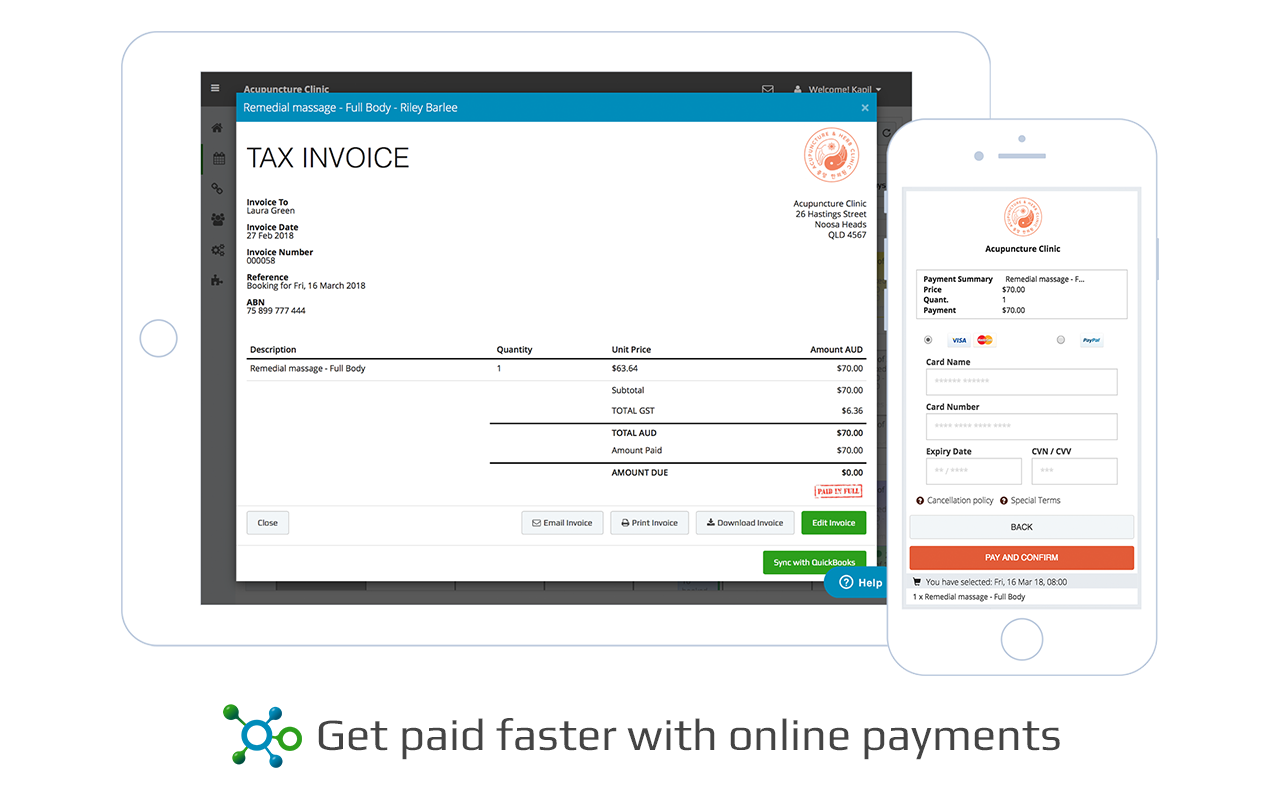 Acupuncture Clinic
Welcome! Kapil
Remedial massage - Full Body - Riley Barlee ×
TAX INVOICE
ACUPUNCTURE & HERB CLINIC
Invoice To
Laura Green
Invoice Date
27 Feb 2018
Invoice Number
000058
Reference
Booking for Fri, 16 March 2018
ABN
75 899 777 444
Acupuncture Clinic
26 Hastings Street
Noosa Heads
QLD 4567
Description Quantity Unit Price Amount AUD
Remedial massage - Full Body 1 $63.64 $70.00
Subtotal $70.00
TOTAL GST $6.36
TOTAL AUD $70.00
Amount Paid $70.00
AMOUNT DUE $0.00
PAID IN FULL
Close Email Invoice Print Invoice Download Invoice Edit Invoice
Sync with QuickBooks
Help
Acupuncture Clinic
Payment Summary Remedial massage - F...
Price $70.00
Quant. 1
Payment $70.00
VISA MasterCard PayPal
Card Name
****** ******
Card Number
**** **** **** ****
Expiry Date CVN / CVV
** / **** ***
Cancellation policy Special Terms
BACK
PAY AND CONFIRM
You have selected: Fri, 16 Mar 18, 08:00
1 x Remedial massage - Full Body
Get paid faster with online payments